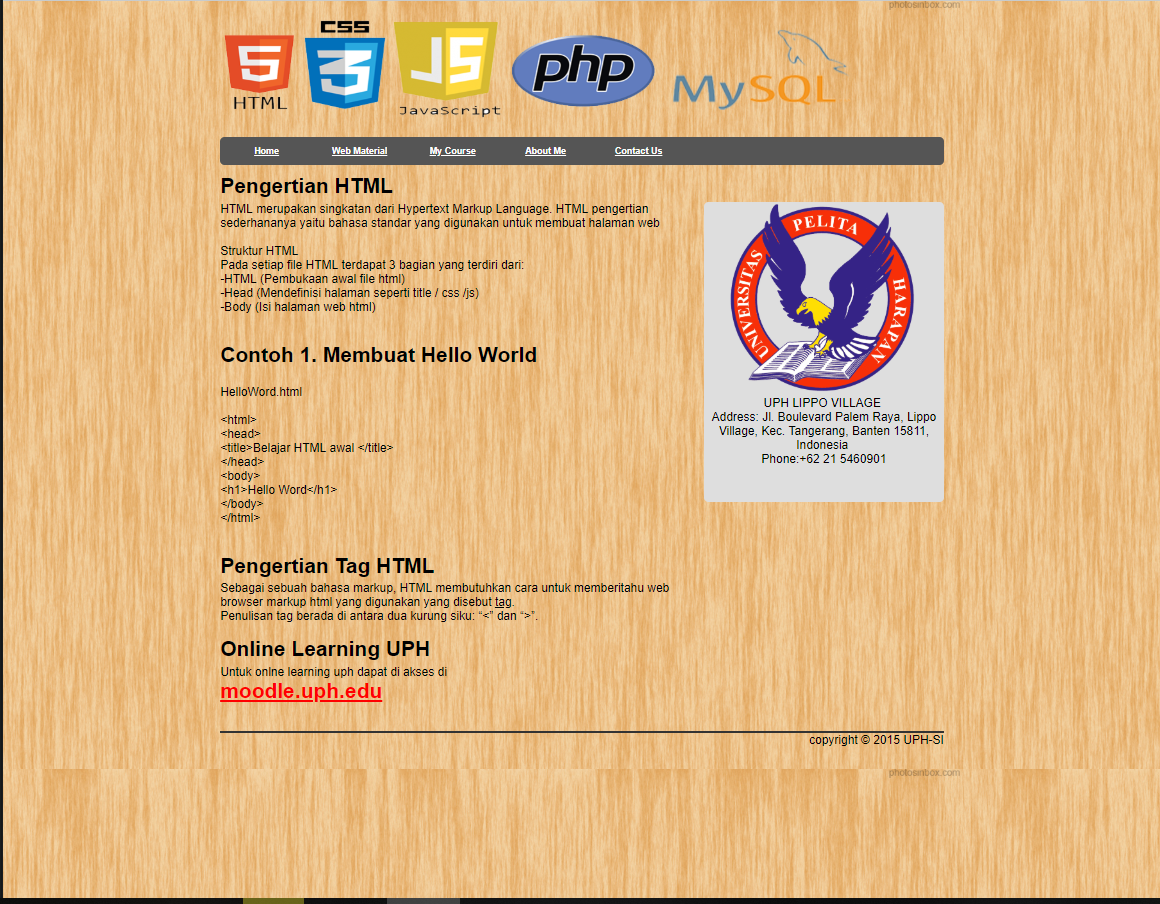 photosinbox.com
CSS
HTML
JS
JavaScript
php
MySQL
Home Web Material My Course About Me Contact Us
Pengertian HTML
HTML merupakan singkatan dari Hypertext Markup Language. HTML pengertian
sederhananya yaitu bahasa standar yang digunakan untuk membuat halaman web
Struktur HTML
Pada setiap file HTML terdapat 3 bagian yang terdiri dari:
-HTML (Pembukaan awal file html)
-Head (Mendefinisi halaman seperti title / css /js)
-Body (Isi halaman web html)
Contoh 1. Membuat Hello World
HelloWord.html
<html>
<head>
<title>Belajar HTML awal </title>
</head>
<body>
<h1>Hello Word</h1>
</body>
</html>
Pengertian Tag HTML
Sebagai sebuah bahasa markup, HTML membutuhkan cara untuk memberitahu web
browser markup html yang digunakan yang disebut tag.
Penulisan tag berada di antara dua kurung siku: “<” dan “>”.
Online Learning UPH
Untuk onlne learning uph dapat di akses di
moodle.uph.edu
UNIVERSITAS PELITA HARAPAN
UPH LIPPO VILLAGE
Address: Jl. Boulevard Palem Raya, Lippo
Village, Kec. Tangerang, Banten 15811,
Indonesia
Phone:+62 21 5460901
copyright © 2015 UPH-SI
photosinbox.com